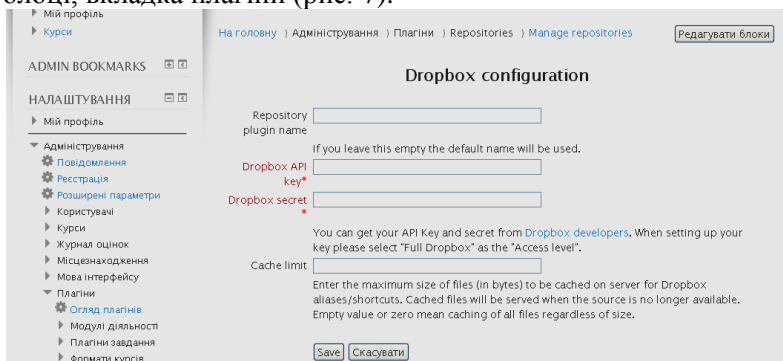 блоці, вкладка плагіни (рис. 7).
Мій профіль
Курси
ADMIN BOOKMARKS
НАЛАШТУВАННЯ
Мій профіль
Адміністрування
Повідомлення
Реєстрація
Розширені параметри
Користувачі
Курси
Журнал оцінок
Місцезнаходження
Мова інтерфейсу
Плагіни
Огляд плагінів
Модулі діяльності
Плагіни завдання
Формати курсів
На головну ) Адміністрування ) Плагіни ) Repositories ) Manage repositories
Редагувати блоки
Dropbox configuration
Repository
plugin name
If you leave this empty the default name will be used.
Dropbox API
key*
Dropbox secret
*
You can get your API Key and secret from Dropbox developers. When setting up your
key please select "Full Dropbox" as the "Access level".
Cache limit
Enter the maximum size of files (in bytes) to be cached on server for Dropbox
aliases/shortcuts. Cached files will be served when the source is no longer available.
Empty value or zero mean caching of all files regardless of size.
Save Скасувати